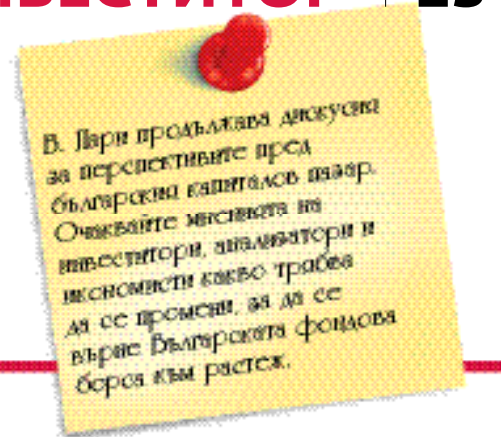 ИНВЕСТИТОР
В. Пари продължава дискусия
за перспективите пред
българския капиталов пазар.
Очаквайте мненията на
инвеститори, анализатори и
икономисти какво трябва
да се промени, за да се
върне Българската фондова
борса към растеж.